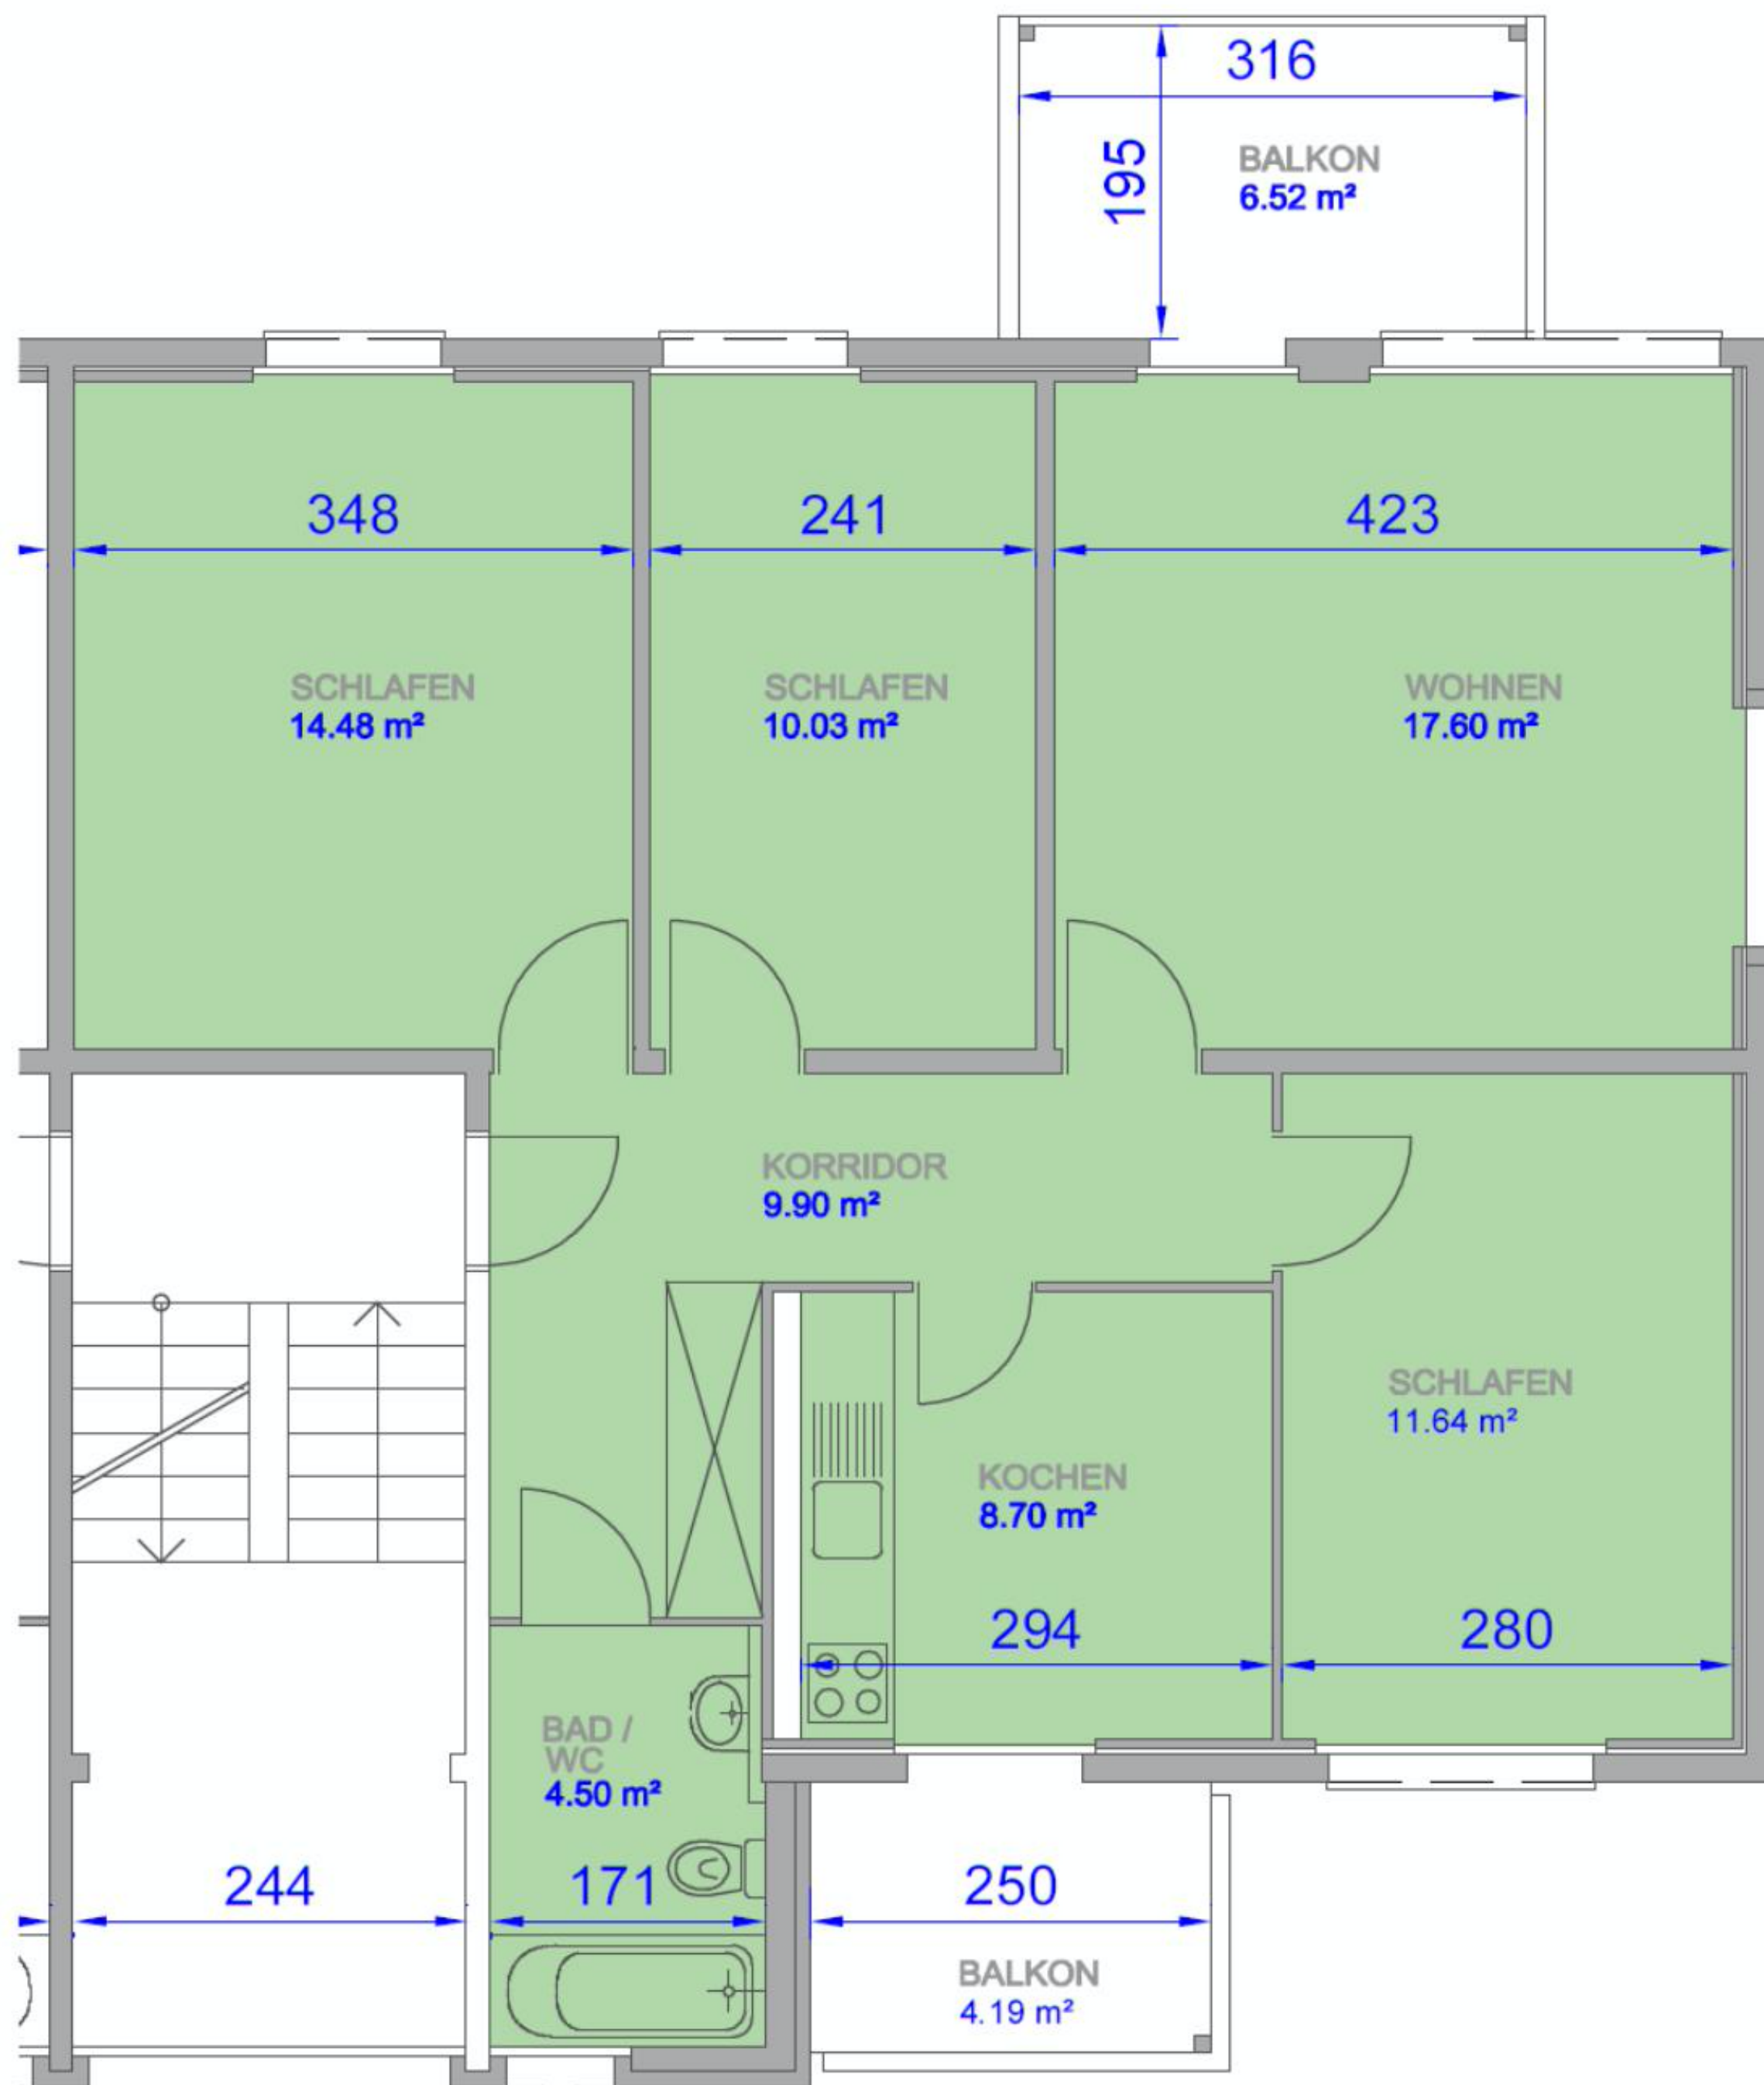 316
195
BALKON
6.52 m²
348
241
423
SCHLAFEN
14.48 m²
SCHLAFEN
10.03 m²
WOHNEN
17.60 m²
KORRIDOR
9.90 m²
SCHLAFEN
11.64 m²
KOCHEN
8.70 m²
294
280
BAD /
WC
4.50 m²
244
171
250
BALKON
4.19 m²